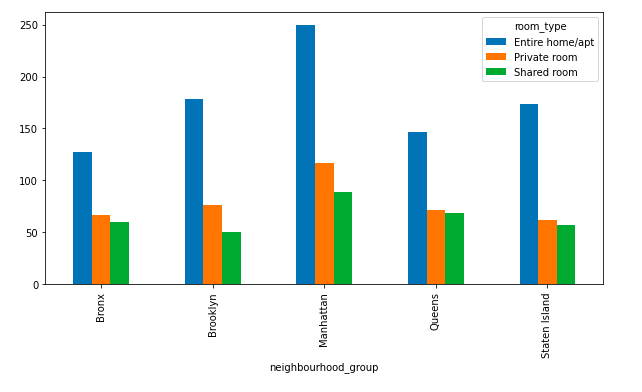 room_type
Entire home/apt
Private room
Shared room
250
200
150
100
50
0
Bronx
Brooklyn
Manhattan
Queens
Staten Island
neighbourhood_group